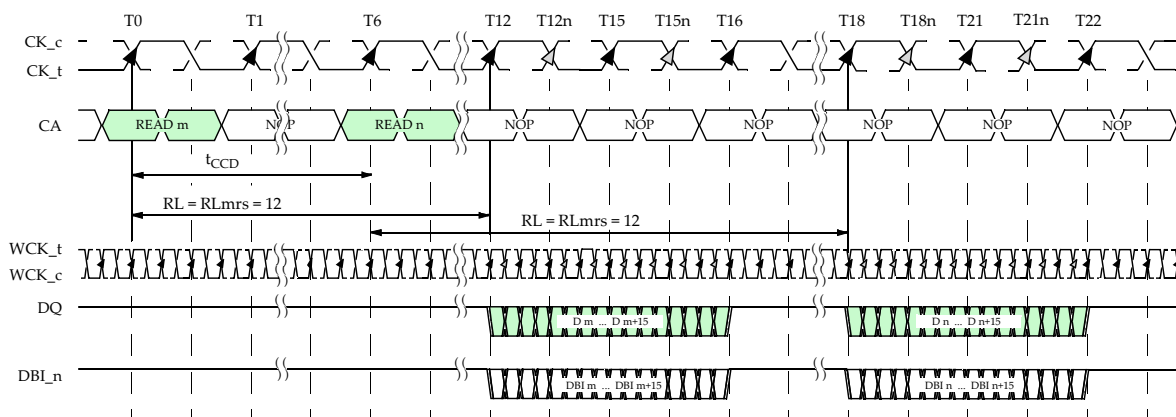 T0 T1 T6 T12 T12n T15 T15n T16 T18 T18n T21 T21n T22
CK_c
CK_t
CA READ m NOP READ n NOP NOP NOP NOP NOP NOP
tCCD
RL = RLmrs = 12
RL = RLmrs = 12
WCK_t
WCK_c
DQ D m ... D m+15 D n ... D n+15
DBI_n DBI m ... DBI m+15 DBI n ... DBI n+15